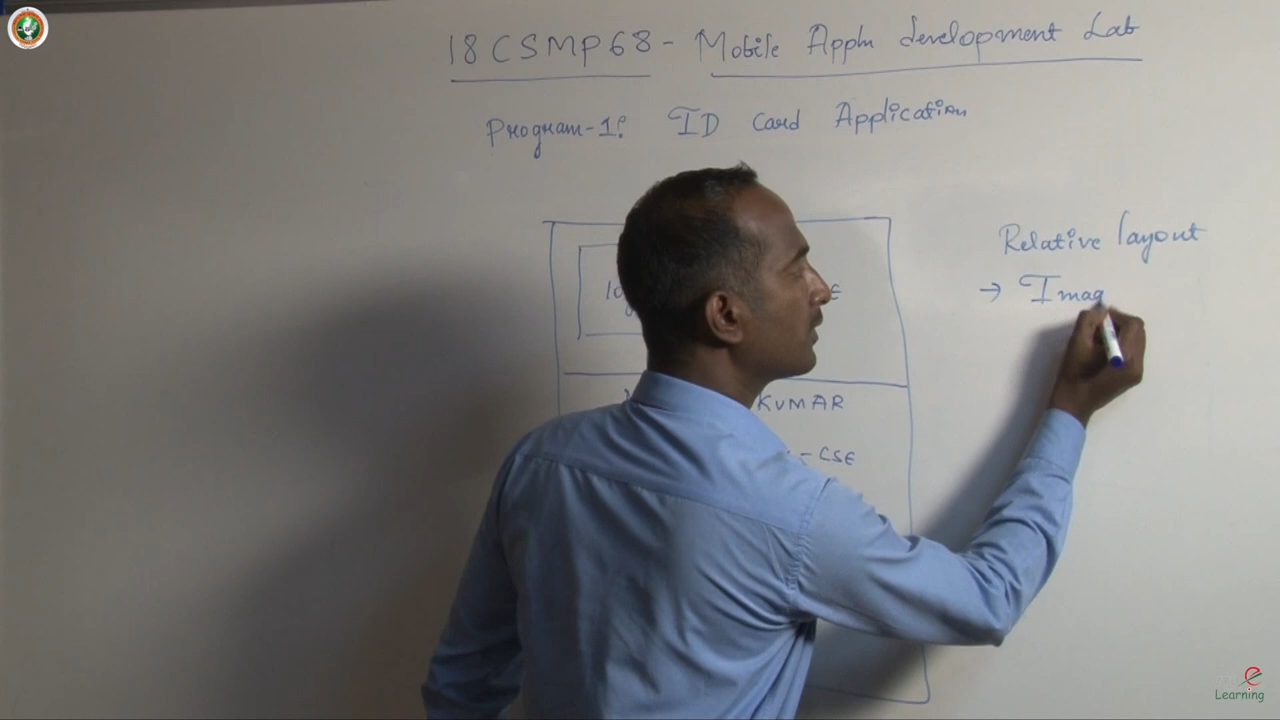 18CSMP68 - Mobile Appln development Lab
Program-1: ID Card Application
Relative layout
→ Imag
KUMAR
- CSE
Learning